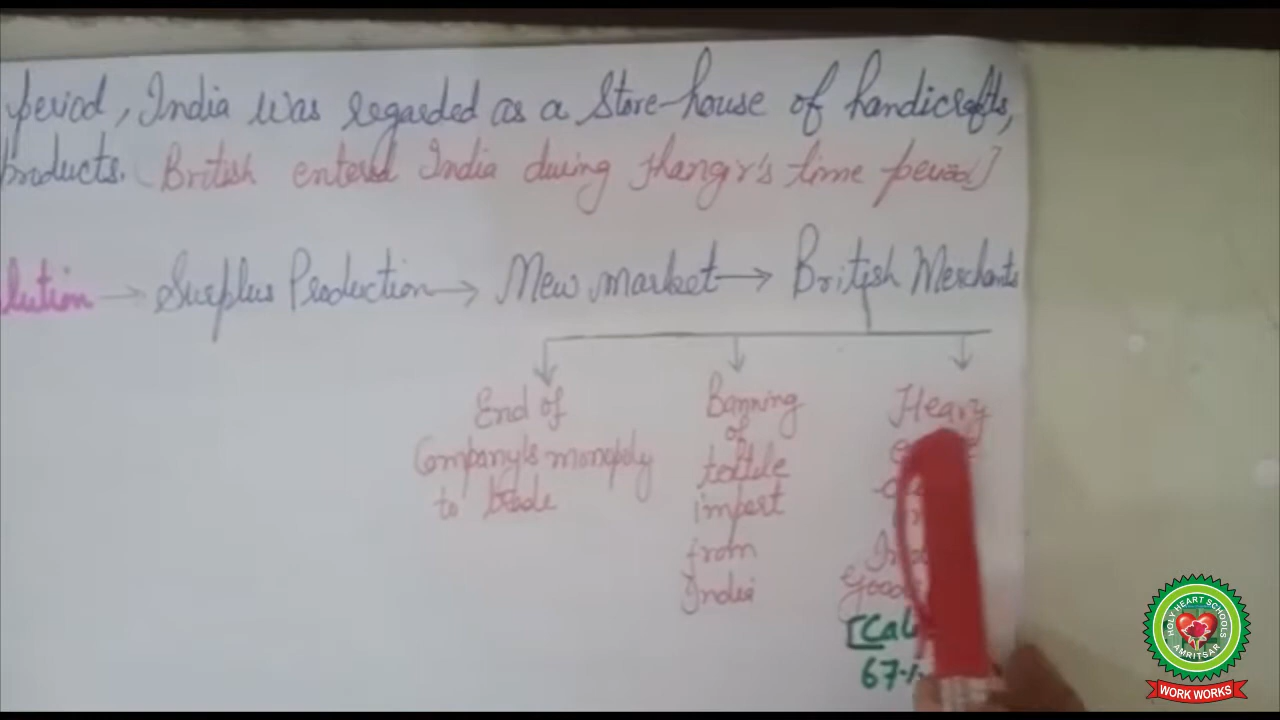 period, India was regarded as a Store-house of handicrafts,
products. (British entered India during Jhangir's time period)
lution → Surplus Production → New market → British Merchants
End of
Company's monopoly
to trade
Banning
of
textile
import
from
India
Heavy
Goods
[Cal
67%
HOLY HEART SCHOOLS
AMRITSAR
WORK WORKS